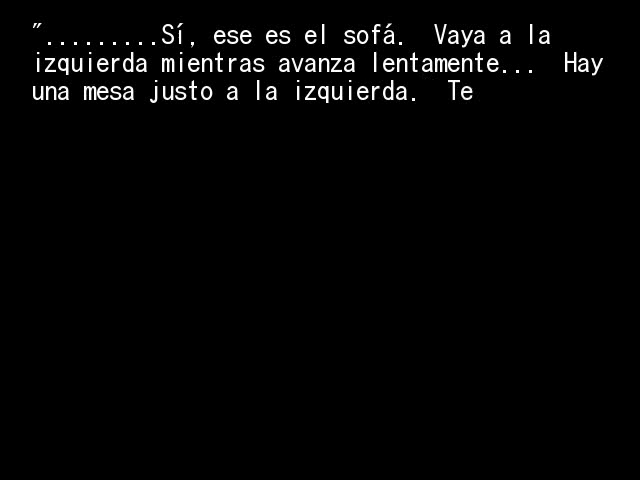 ".........Sí, ese es el sofá.  Vaya a la
izquierda mientras avanza lentamente...  Hay
una mesa justo a la izquierda.  Te